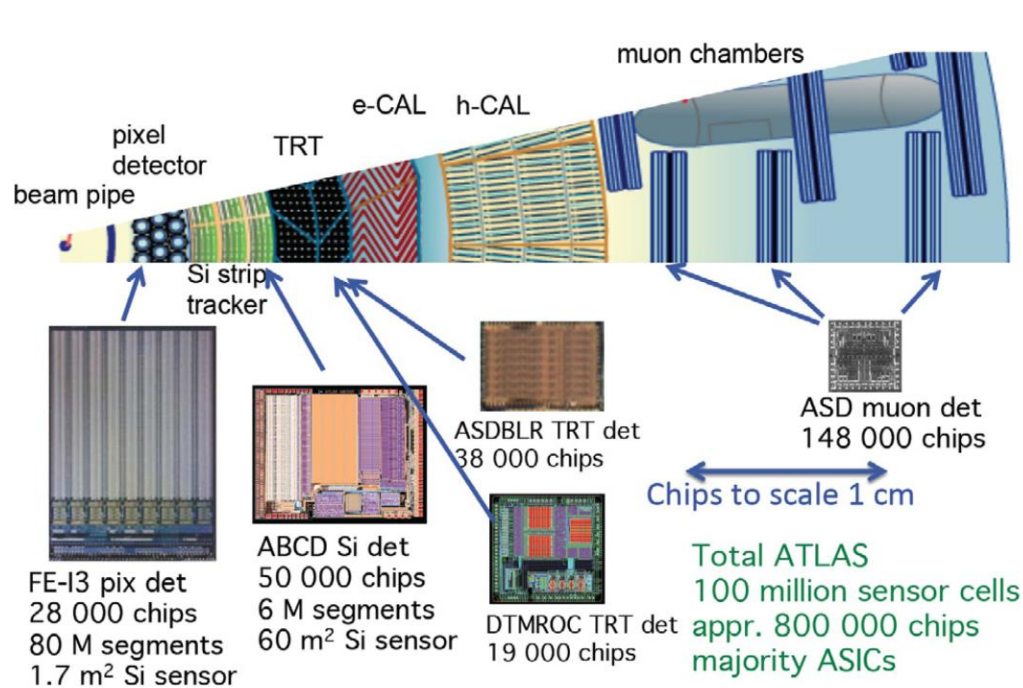 muon chambers
e-CAL
h-CAL
TRT
pixel
detector
beam pipe
Si strip
tracker
FE-I3 pix det
28 000 chips
80 M segments
1.7 m² Si sensor
ABCD Si det
50 000 chips
6 M segments
60 m² Si sensor
ASDBLR TRT det
38 000 chips
DTMROC TRT det
19 000 chips
ASD muon det
148 000 chips
Chips to scale 1 cm
Total ATLAS
100 million sensor cells
appr. 800 000 chips
majority ASICs